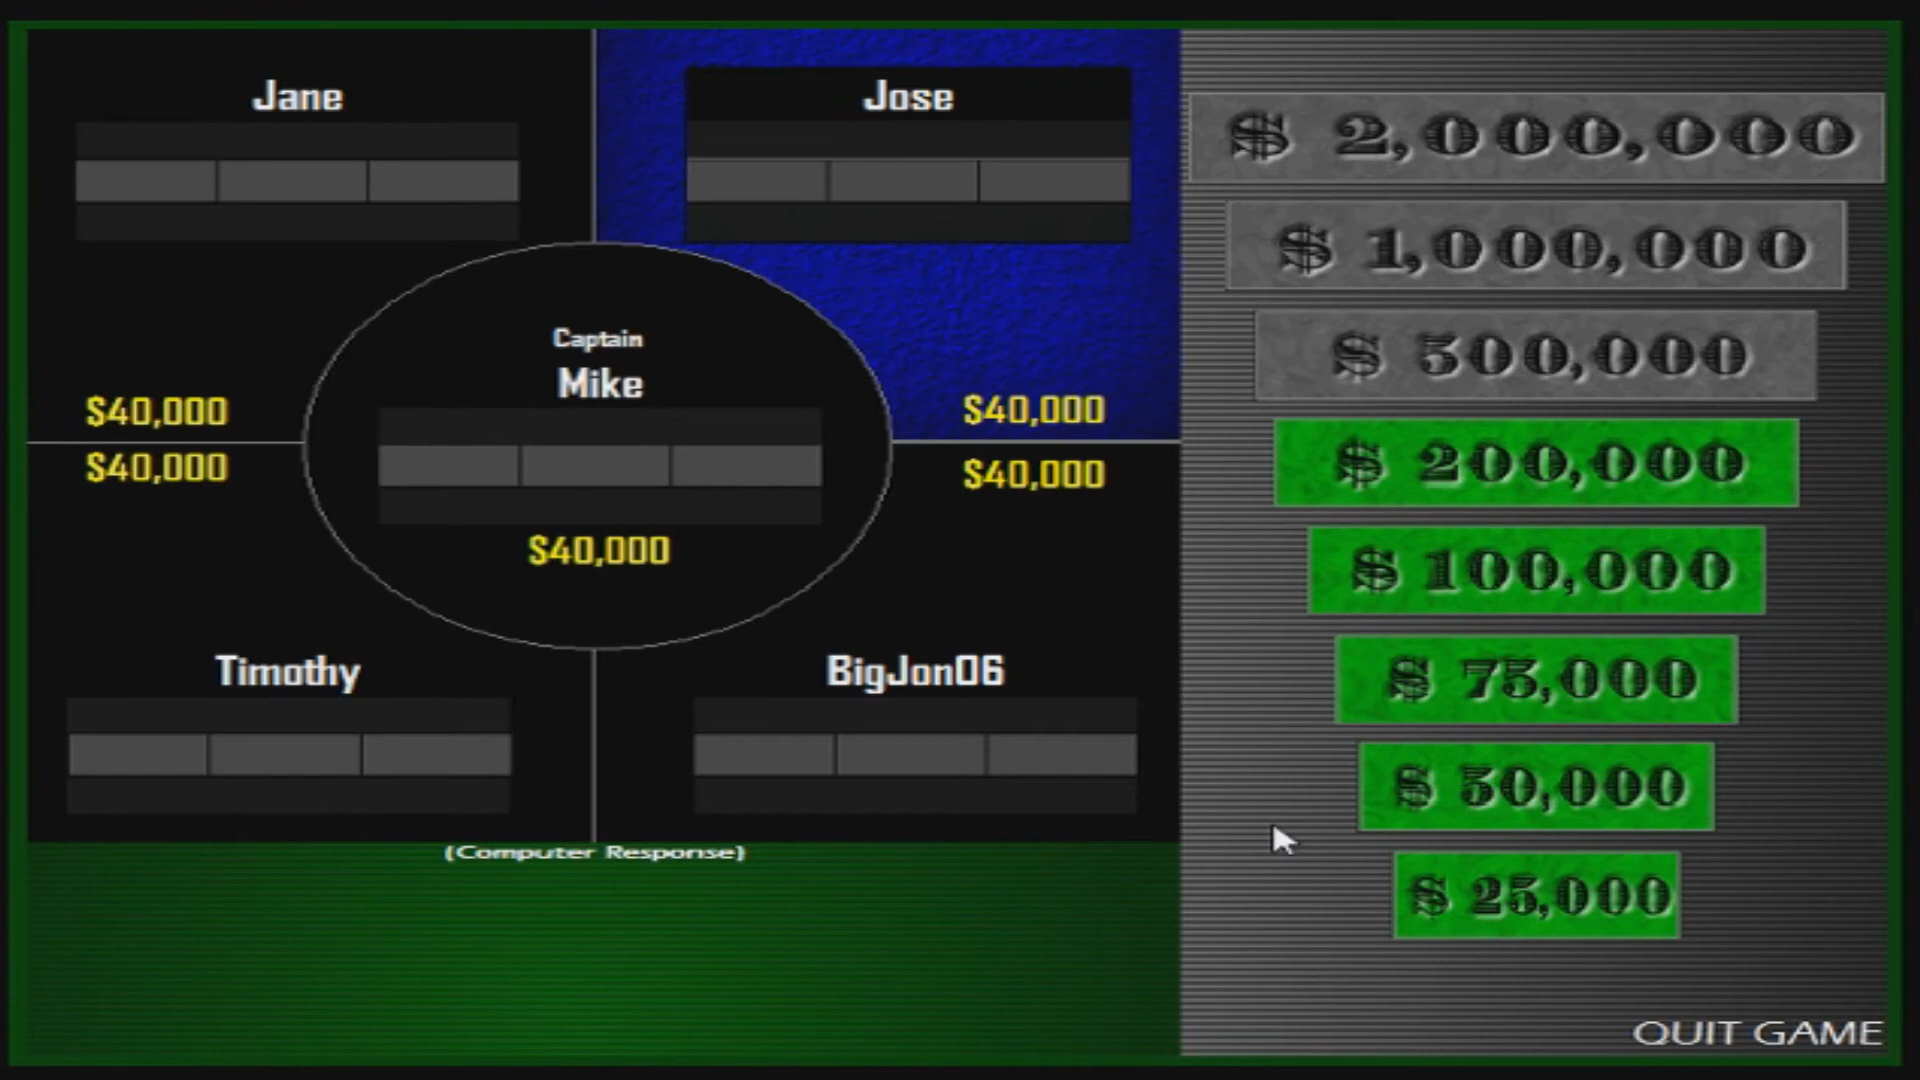 Jane
Jose
Captain
Mike
$40,000
$40,000
$40,000
$40,000
$40,000
Timothy
BigJon06
(Computer Response)
$ 2,000,000
$ 1,000,000
$ 500,000
$ 200,000
$ 100,000
$ 75,000
$ 50,000
$ 25,000
QUIT GAME